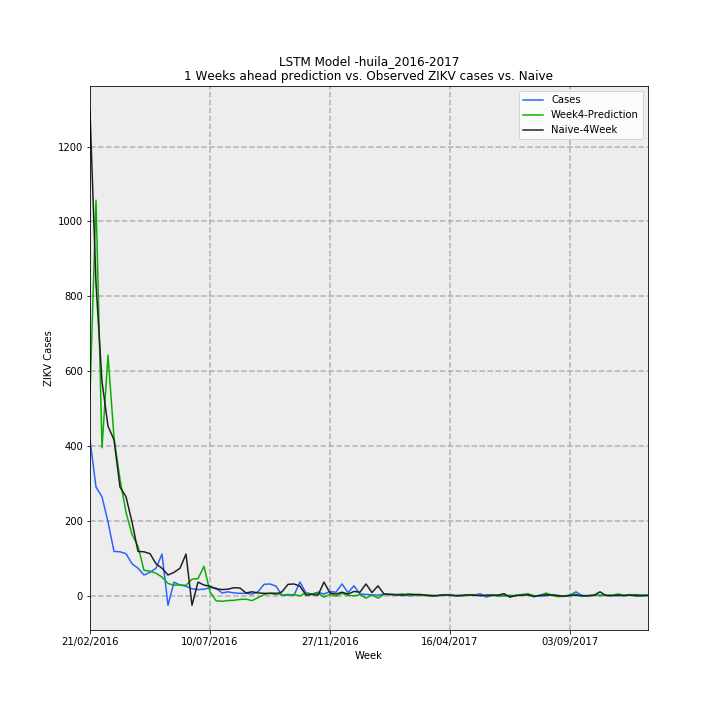 LSTM Model -huila_2016-2017
1 Weeks ahead prediction vs. Observed ZIKV cases vs. Naive
Cases
Week4-Prediction
Naive-4Week
1200
1000
800
600
400
200
0
ZIKV Cases
21/02/2016
10/07/2016
27/11/2016
16/04/2017
03/09/2017
Week